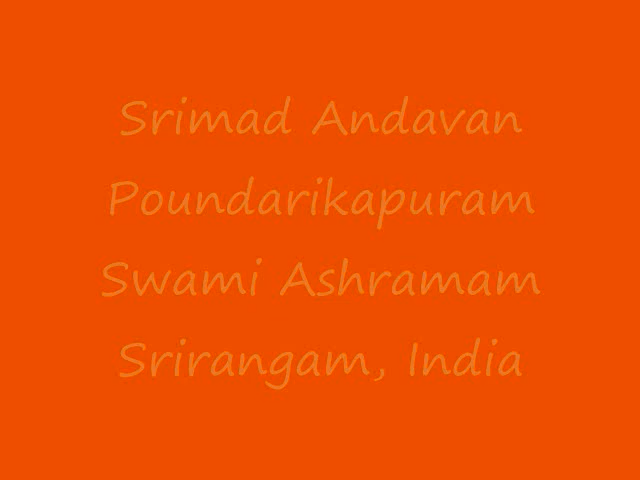 Srimad Andavan
Poundarikapuram
Swami Ashramam
Srirangam, India